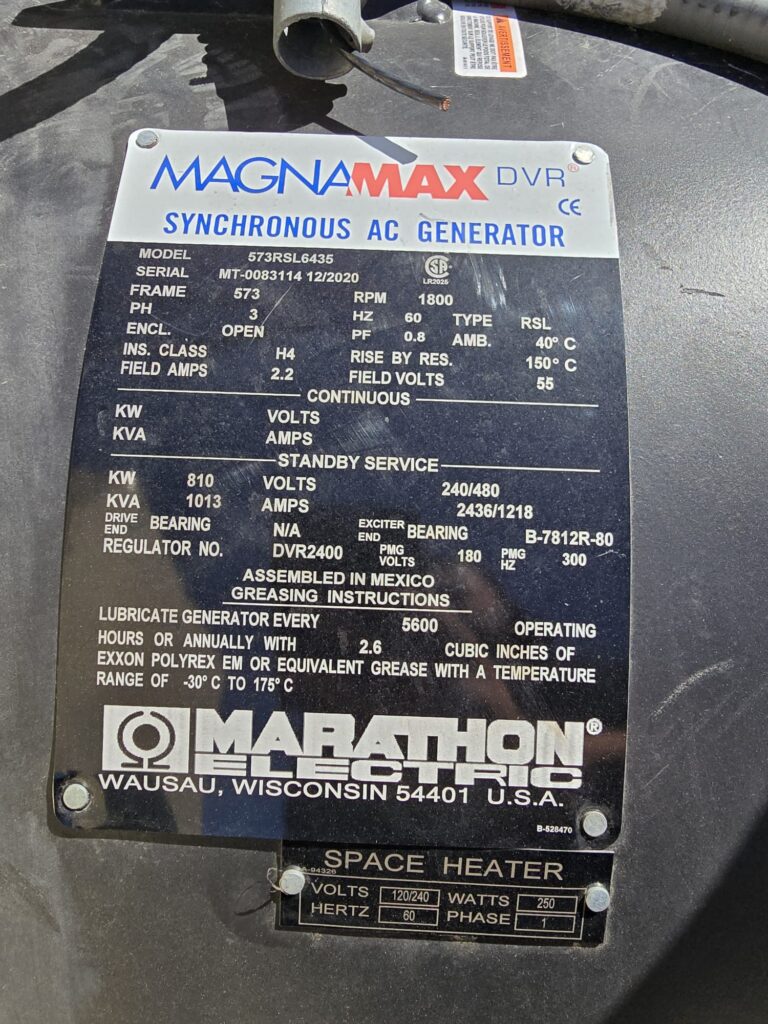 AVERTISSEMENT
MAGNAMAX DVR®
CE
SYNCHRONOUS AC GENERATOR
MODEL 573RSL6435
SERIAL MT-0083114 12/2020
LR2025
FRAME 573 RPM 1800
PH 3 HZ 60 TYPE RSL
ENCL. OPEN PF 0.8 AMB. 40° C
INS. CLASS H4 RISE BY RES. 150° C
FIELD AMPS 2.2 FIELD VOLTS 55
CONTINUOUS
KW VOLTS
KVA AMPS
STANDBY SERVICE
KW 810 VOLTS 240/480
KVA 1013 AMPS 2436/1218
DRIVE END BEARING N/A EXCITER END BEARING B-7812R-80
REGULATOR NO. DVR2400 PMG VOLTS 180 PMG HZ 300
ASSEMBLED IN MEXICO
GREASING INSTRUCTIONS
LUBRICATE GENERATOR EVERY 5600 OPERATING
HOURS OR ANNUALLY WITH 2.6 CUBIC INCHES OF
EXXON POLYREX EM OR EQUIVALENT GREASE WITH A TEMPERATURE
RANGE OF -30° C TO 175° C
MARATHON®
ELECTRIC
WAUSAU, WISCONSIN 54401 U.S.A.
B-528470
SPACE HEATER
A-94326
VOLTS 120/240 WATTS 250
HERTZ 60 PHASE 1